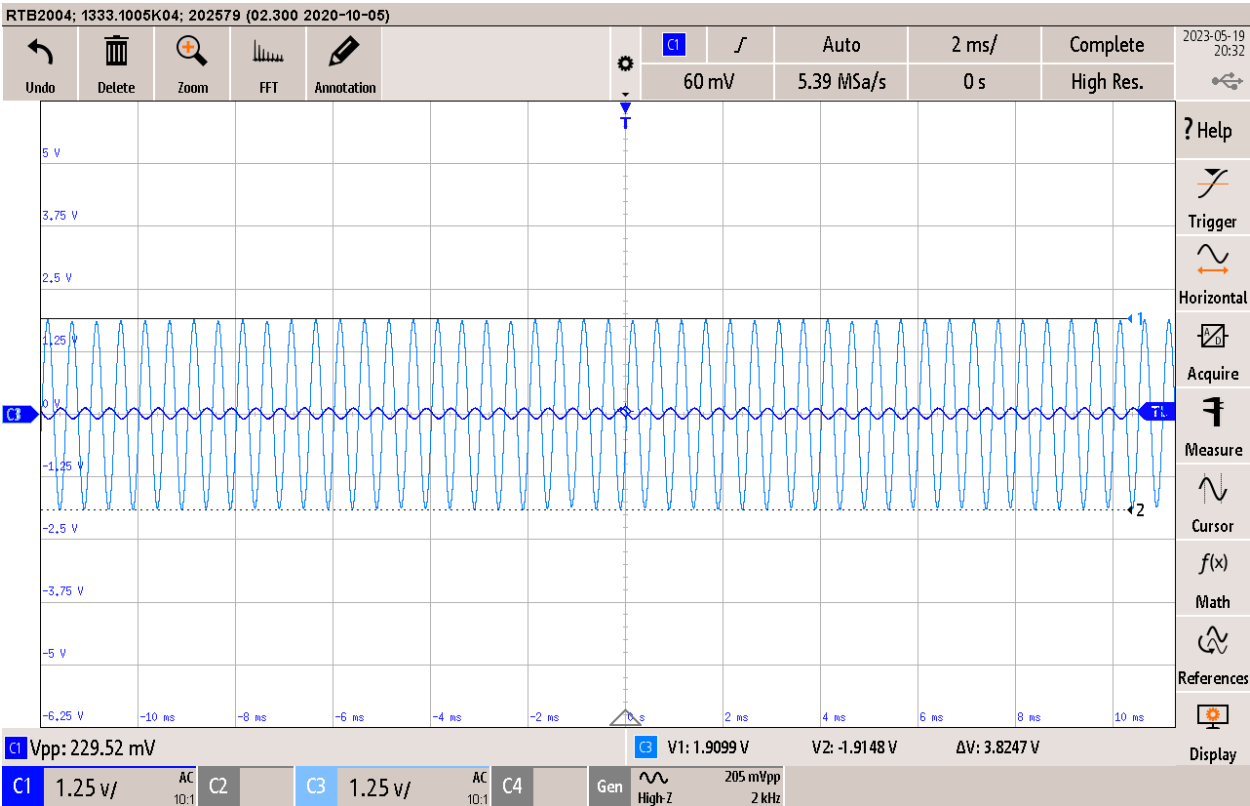 RTB2004; 1333.1005K04; 202579 (02.300 2020-10-05)
Undo Delete Zoom FFT Annotation
C1 Auto 2 ms/ Complete
60 mV 5.39 MSa/s 0 s High Res.
2023-05-19
20:32
T
? Help
Trigger
Horizontal
Acquire
A
D
Measure
Cursor
f(x)
Math
References
Display
5 V
3.75 V
2.5 V
1.25 V
0 V
-1.25 V
-2.5 V
-3.75 V
-5 V
-6.25 V
-10 ms -8 ms -6 ms -4 ms -2 ms 0 s 2 ms 4 ms 6 ms 8 ms 10 ms
1
2
C3
C1 Vpp: 229.52 mV
C3 V1: 1.9099 V V2: -1.9148 V ΔV: 3.8247 V
C1 1.25 V/ AC 10:1 C2 C3 1.25 V/ AC 10:1 C4 Gen High-Z 205 mVpp 2 kHz